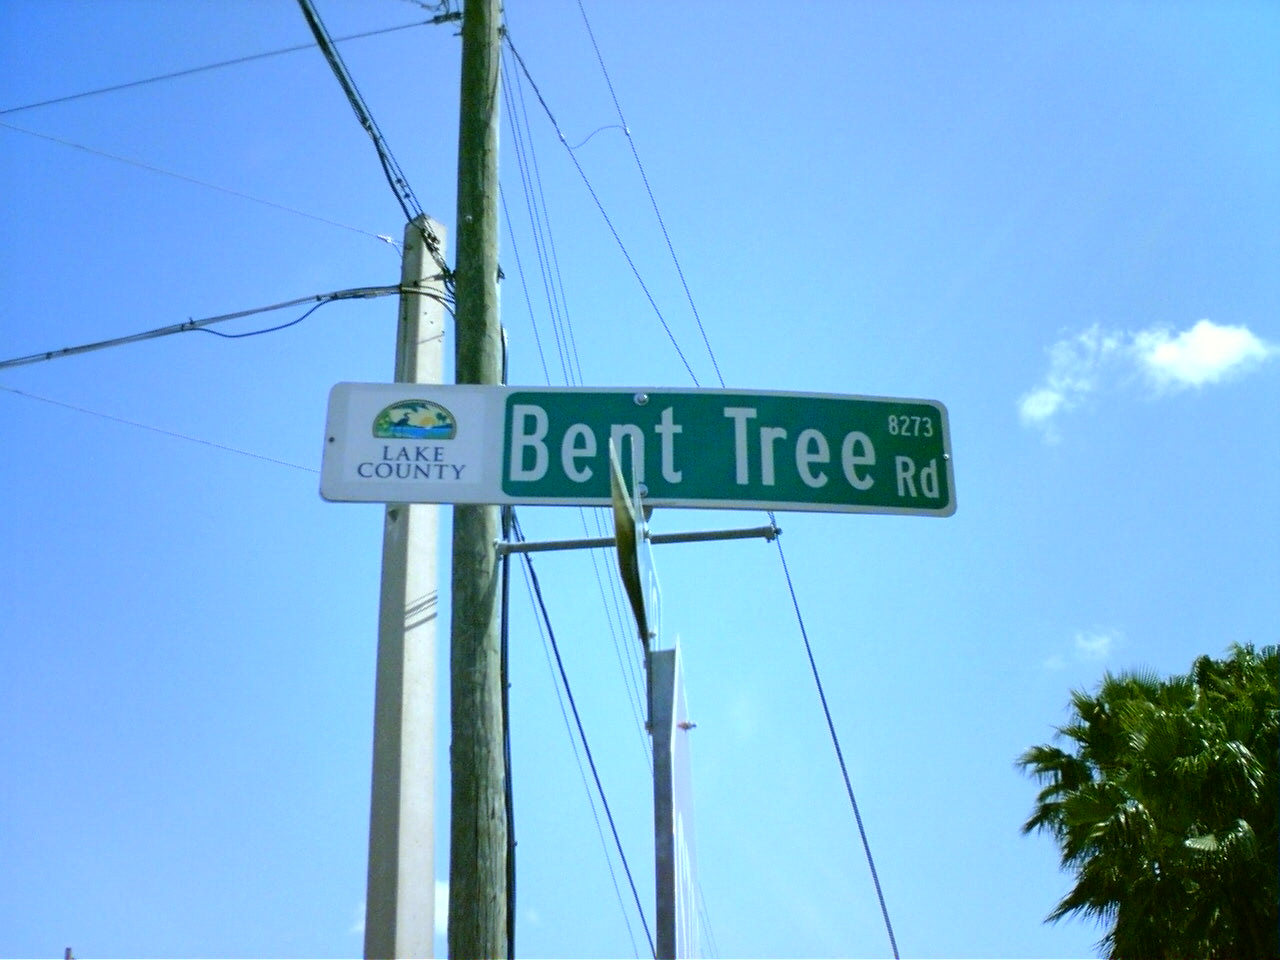 LAKE
COUNTY
Bent Tree Rd
8273